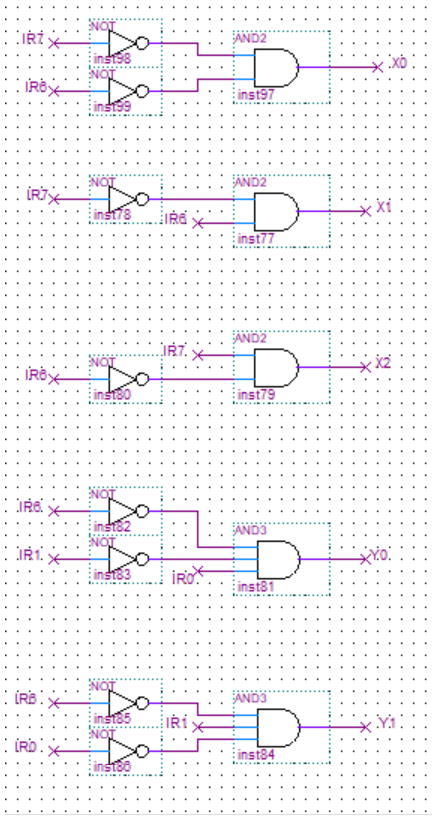 NOT
IR7
inst98
AND2
X0
NOT
IR6
inst99
inst97
NOT
IR7
inst78
AND2
IR6
X1
inst77
AND2
IR7
NOT
IR6
inst80
X2
inst79
NOT
IR6
inst82
AND3
NOT
IR1
inst83
IR0
Y0
inst81
NOT
IR6
inst85
AND3
IR1
Y1
NOT
IR0
inst86
inst84